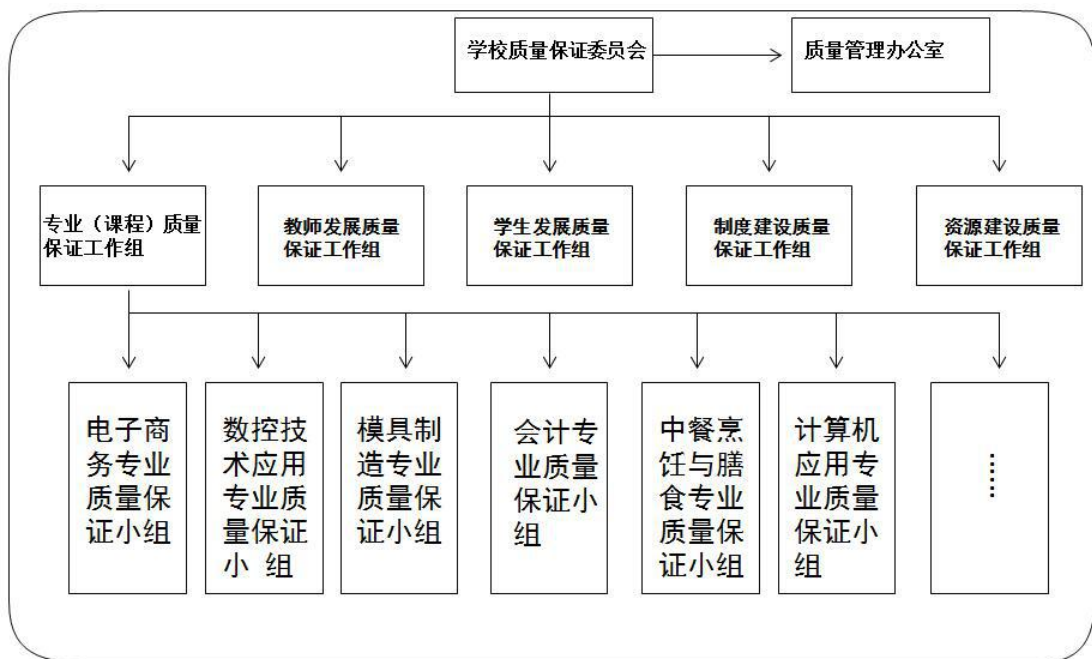 学校质量保证委员会
质量管理办公室
专业（课程）质量
保证工作组
教师发展质量
保证工作组
学生发展质量
保证工作组
制度建设质量
保证工作组
资源建设质量
保证工作组
电子商
务专业
质量保
证小组
数控技
术应用
专业质
量保证
小 组
模具制
造专业
质量保
证小组
会计专
业质量
保证小
组
中餐烹
饪与膳
食专业
质量保
证小组
计算机
应用专
业质量
保证小
组
……